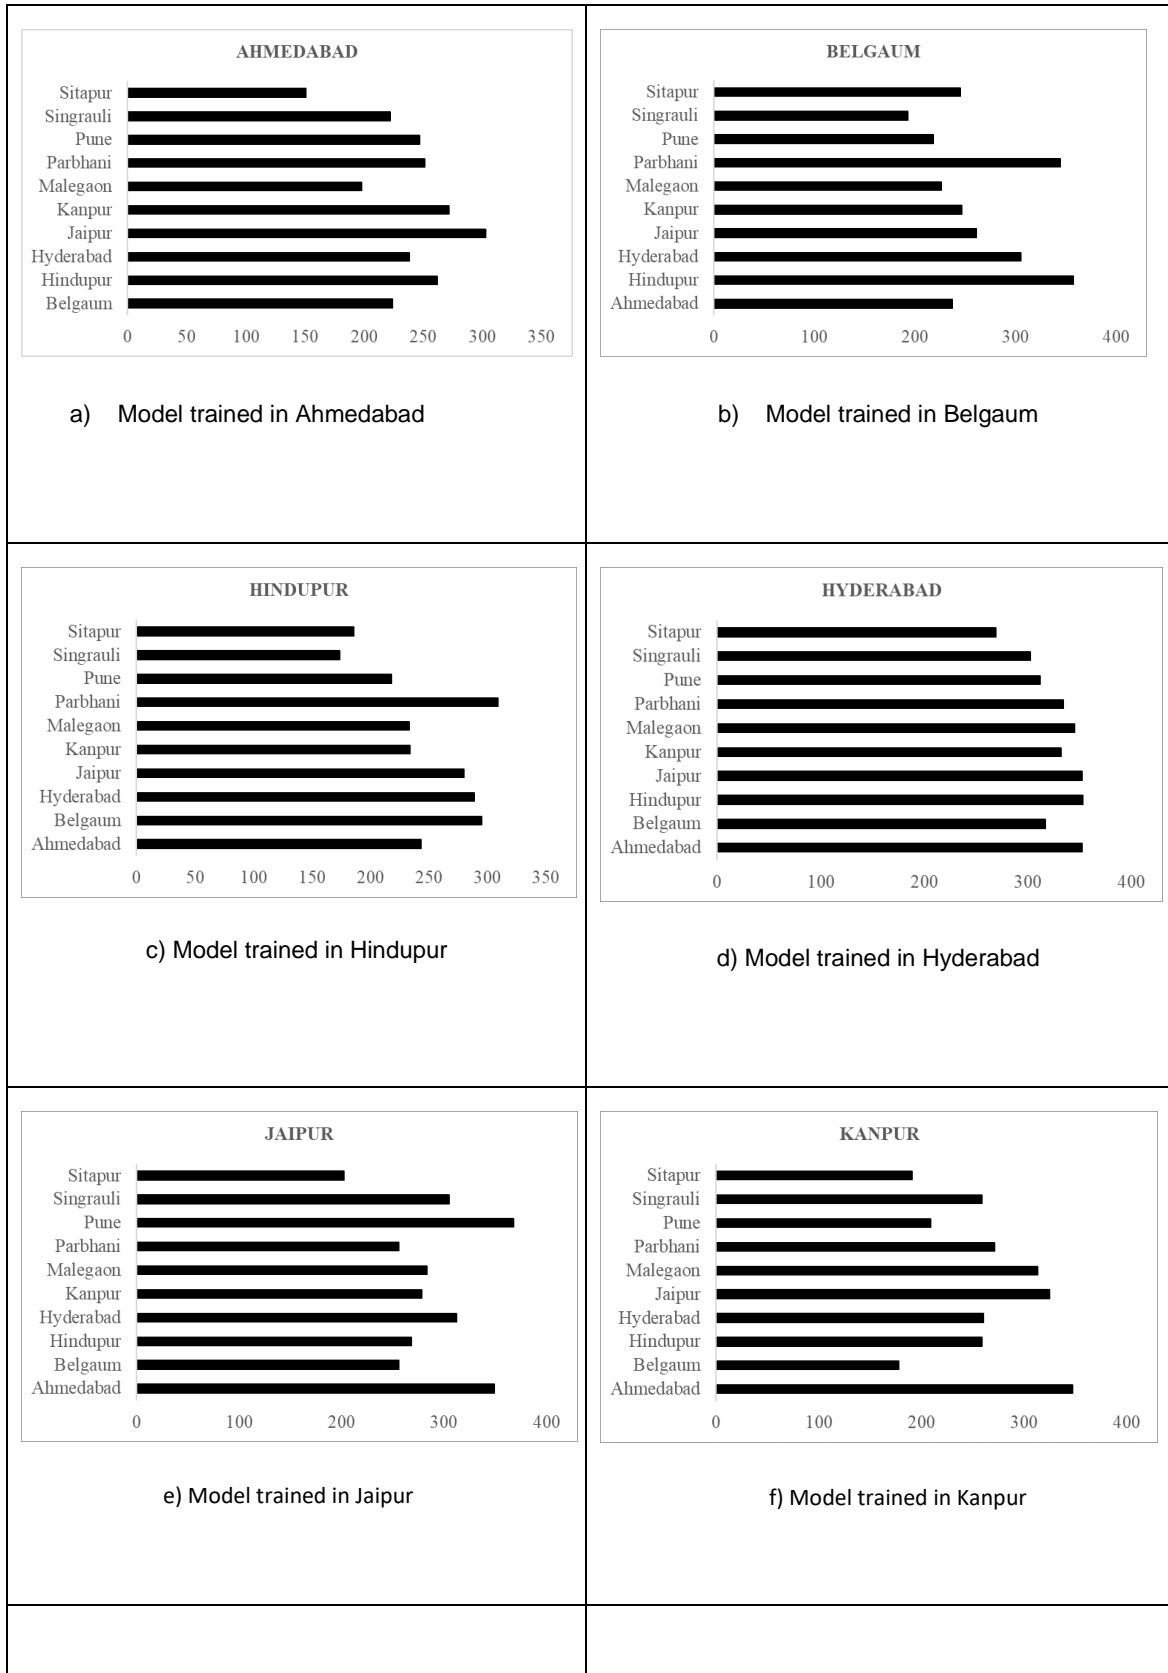 AHMEDABAD
Sitapur
Singrauli
Pune
Parbhani
Malegaon
Kanpur
Jaipur
Hyderabad
Hindupur
Belgaum
0 50 100 150 200 250 300 350
a) Model trained in Ahmedabad
BELGAUM
Sitapur
Singrauli
Pune
Parbhani
Malegaon
Kanpur
Jaipur
Hyderabad
Hindupur
Ahmedabad
0 100 200 300 400
b) Model trained in Belgaum
HINDUPUR
Sitapur
Singrauli
Pune
Parbhani
Malegaon
Kanpur
Jaipur
Hyderabad
Belgaum
Ahmedabad
0 50 100 150 200 250 300 350
c) Model trained in Hindupur
HYDERABAD
Sitapur
Singrauli
Pune
Parbhani
Malegaon
Kanpur
Jaipur
Hindupur
Belgaum
Ahmedabad
0 100 200 300 400
d) Model trained in Hyderabad
JAIPUR
Sitapur
Singrauli
Pune
Parbhani
Malegaon
Kanpur
Hyderabad
Hindupur
Belgaum
Ahmedabad
0 100 200 300 400
e) Model trained in Jaipur
KANPUR
Sitapur
Singrauli
Pune
Parbhani
Malegaon
Jaipur
Hyderabad
Hindupur
Belgaum
Ahmedabad
0 100 200 300 400
f) Model trained in Kanpur